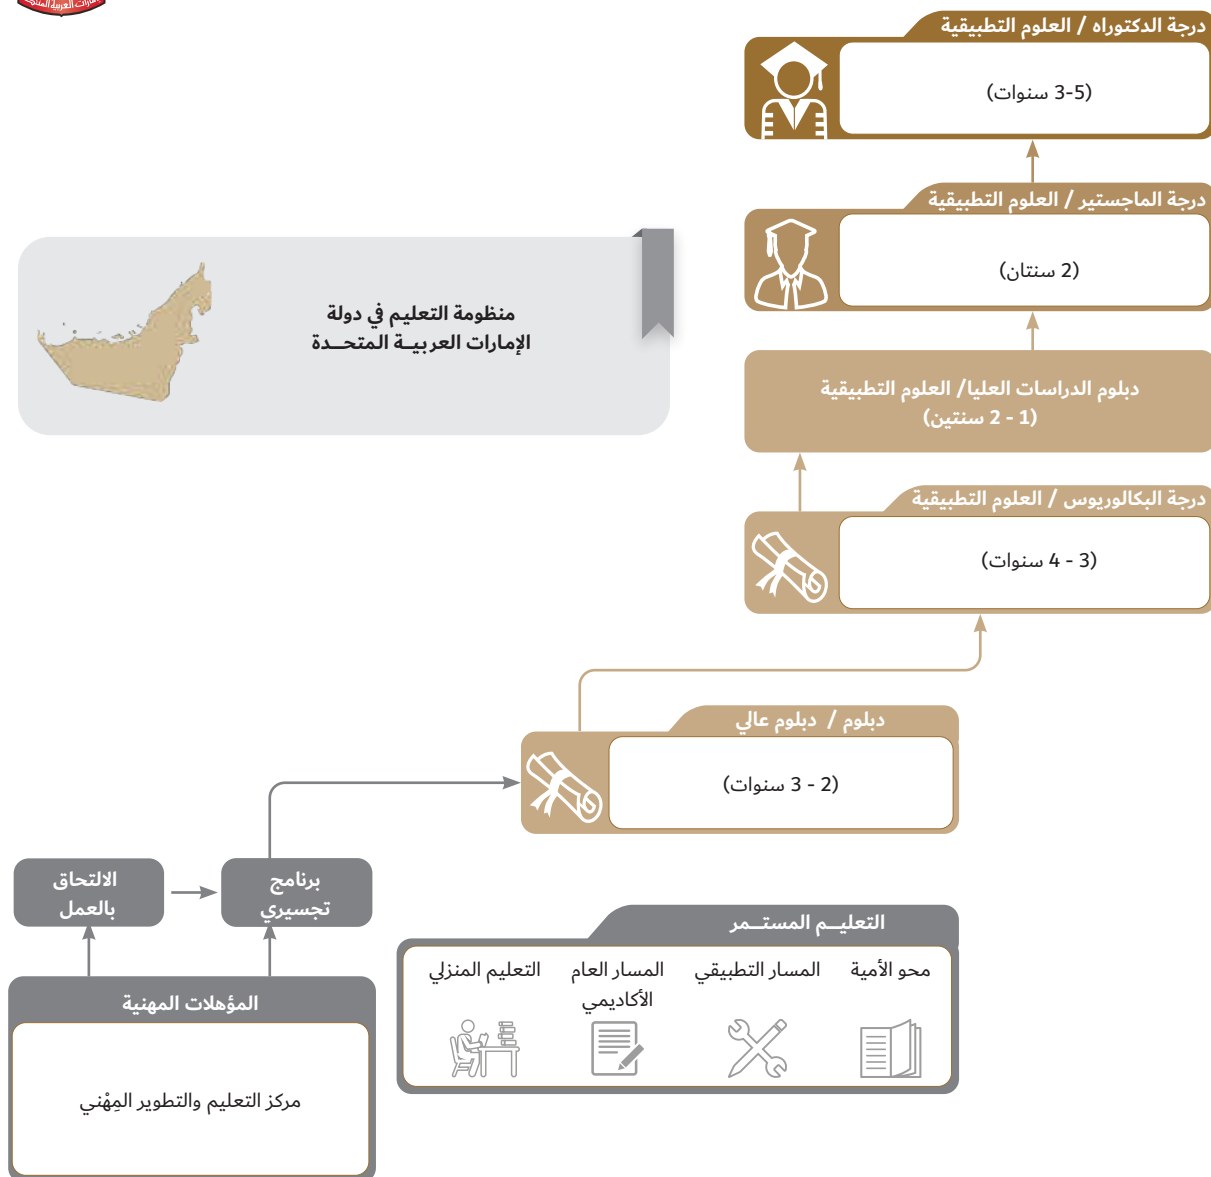 درجة الدكتوراه / العلوم التطبيقية
(3-5 سنوات)
درجة الماجستير / العلوم التطبيقية
(2 سنتان)
منظومة التعليم في دولة
الإمارات العربيــة المتحــدة
دبلوم الدراسات العليا/ العلوم التطبيقية
(1 - 2 سنتين)
درجة البكالوريوس / العلوم التطبيقية
(3 - 4 سنوات)
دبلوم / دبلوم عالي
(2 - 3 سنوات)
برنامج
تجسيري
الالتحاق
بالعمل
التعليــم المستــمر
محو الأمية
المسار التطبيقي
المسار العام
الأكاديمي
التعليم المنزلي
المؤهلات المهنية
مركز التعليم والتطوير المِهْني